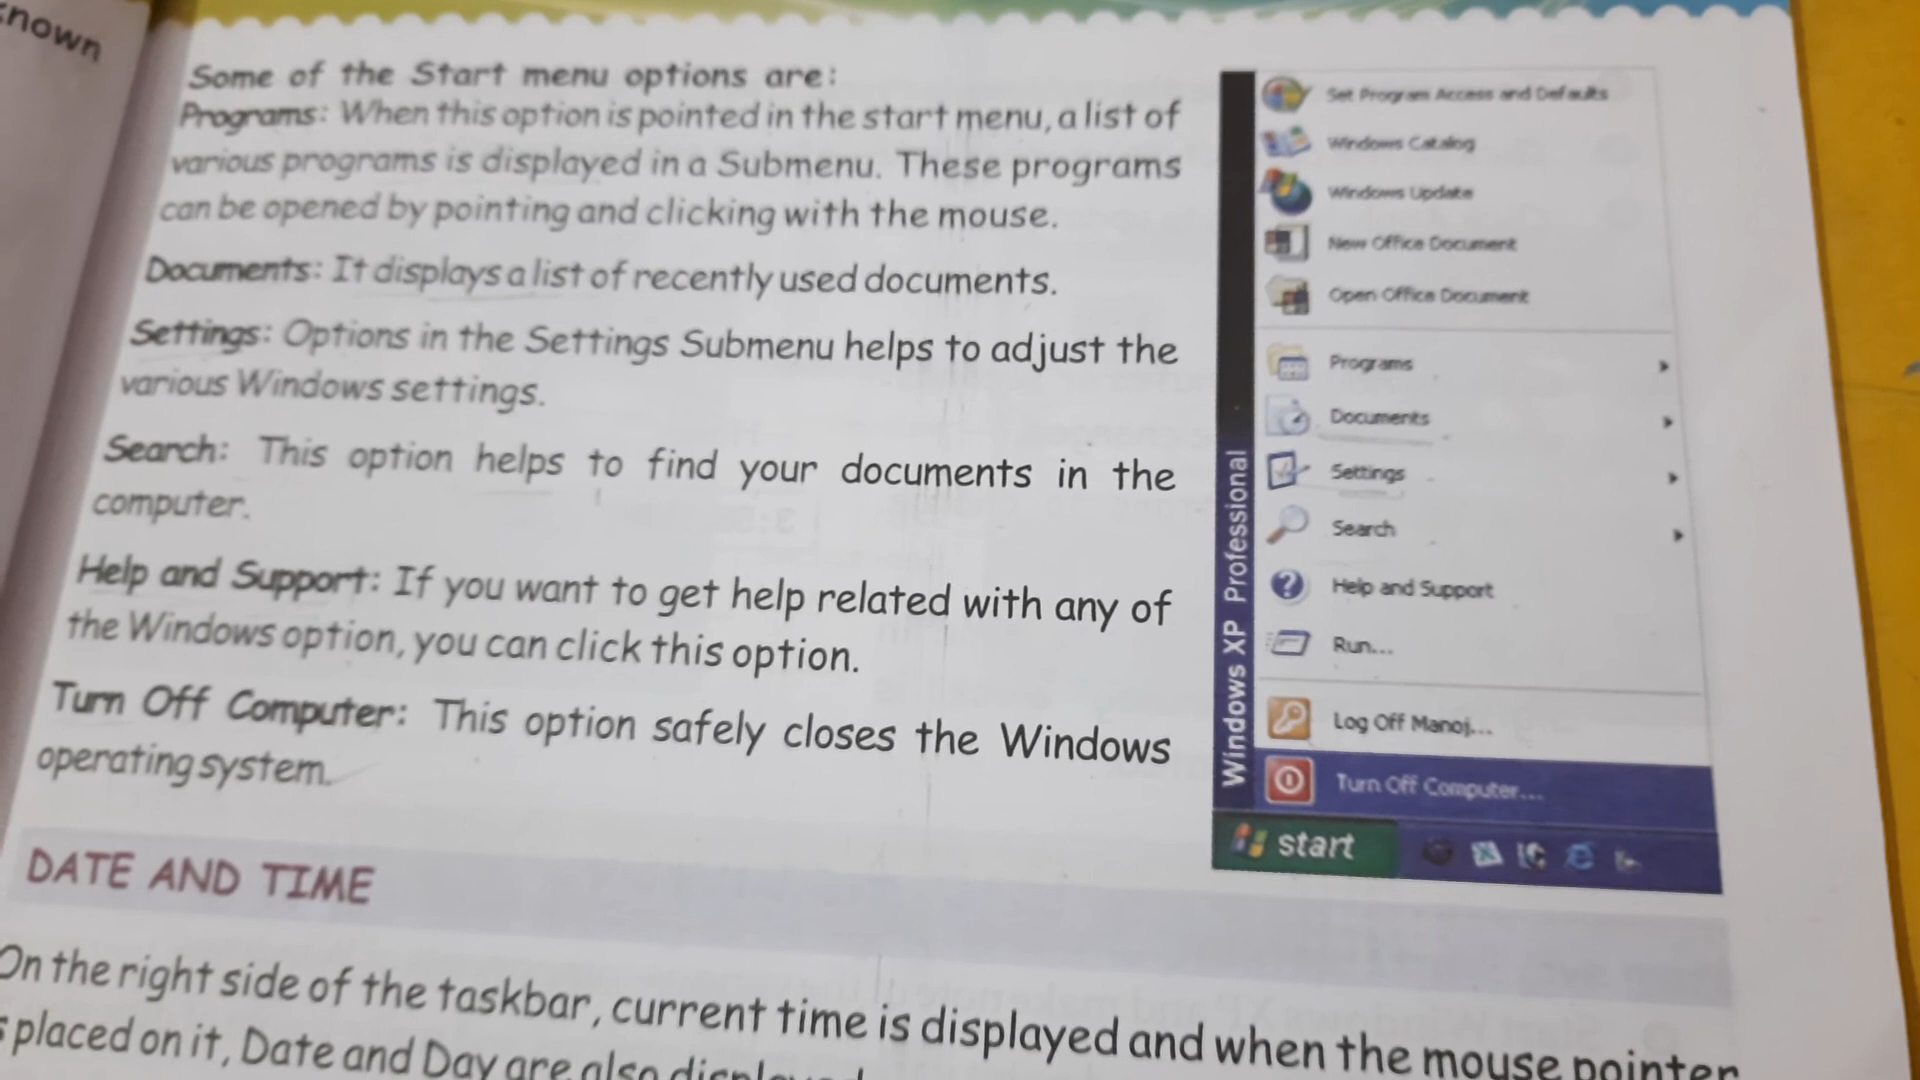 known
Some of the Start menu options are:
Programs: When this option is pointed in the start menu, a list of
various programs is displayed in a Submenu. These programs
can be opened by pointing and clicking with the mouse.
Documents: It displays a list of recently used documents.
Settings: Options in the Settings Submenu helps to adjust the
various Windows settings.
Search: This option helps to find your documents in the
computer.
Help and Support: If you want to get help related with any of
the Windows option, you can click this option.
Turn Off Computer: This option safely closes the Windows
operating system.
Set Program Access and Defaults
Windows Catalog
Windows Update
New Office Document
Open Office Document
Programs
Documents
Settings
Search
Help and Support
Run...
Log Off Manoj...
Turn Off Computer...
Windows XP Professional
start
DATE AND TIME
On the right side of the taskbar, current time is displayed and when the mouse pointer
placed on it, Date and Day are also displayed